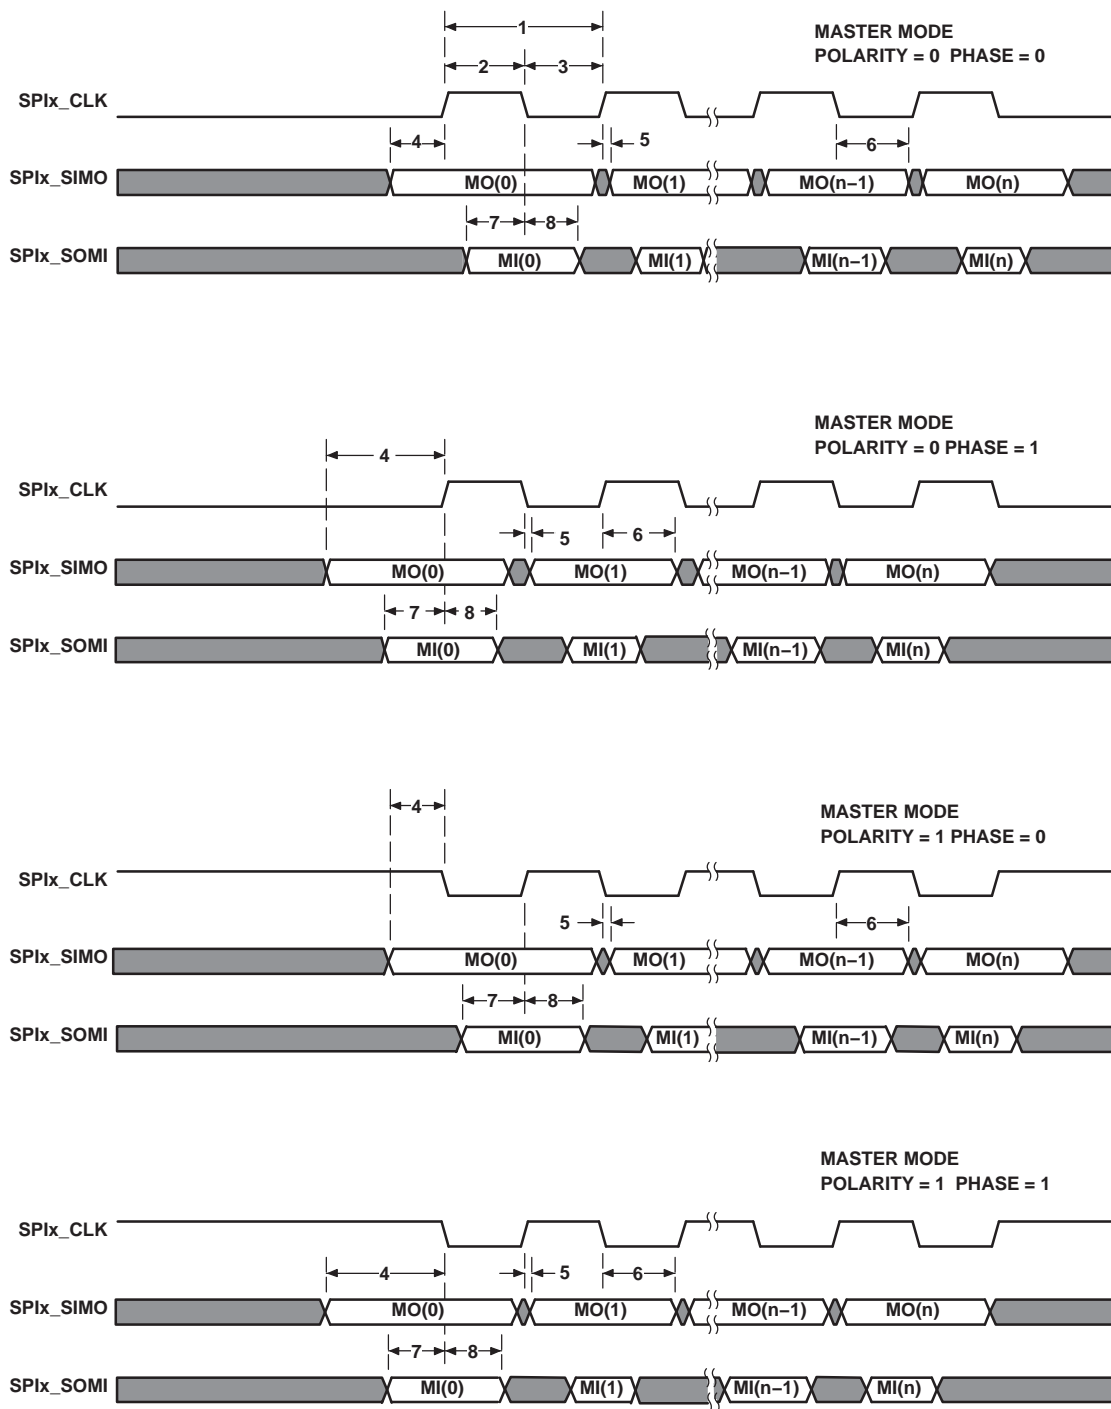 1
MASTER MODE
POLARITY = 0 PHASE = 0
2 3
SPIx_CLK
4 5 6
SPIx_SIMO MO(0) MO(1) MO(n−1) MO(n)
7 8
SPIx_SOMI MI(0) MI(1) MI(n−1) MI(n)
MASTER MODE
POLARITY = 0 PHASE = 1
4
SPIx_CLK
5 6
SPIx_SIMO MO(0) MO(1) MO(n−1) MO(n)
7 8
SPIx_SOMI MI(0) MI(1) MI(n−1) MI(n)
4
MASTER MODE
POLARITY = 1 PHASE = 0
SPIx_CLK
5 6
SPIx_SIMO MO(0) MO(1) MO(n−1) MO(n)
7 8
SPIx_SOMI MI(0) MI(1) MI(n−1) MI(n)
MASTER MODE
POLARITY = 1 PHASE = 1
SPIx_CLK
4 5 6
SPIx_SIMO MO(0) MO(1) MO(n−1) MO(n)
7 8
SPIx_SOMI MI(0) MI(1) MI(n−1) MI(n)